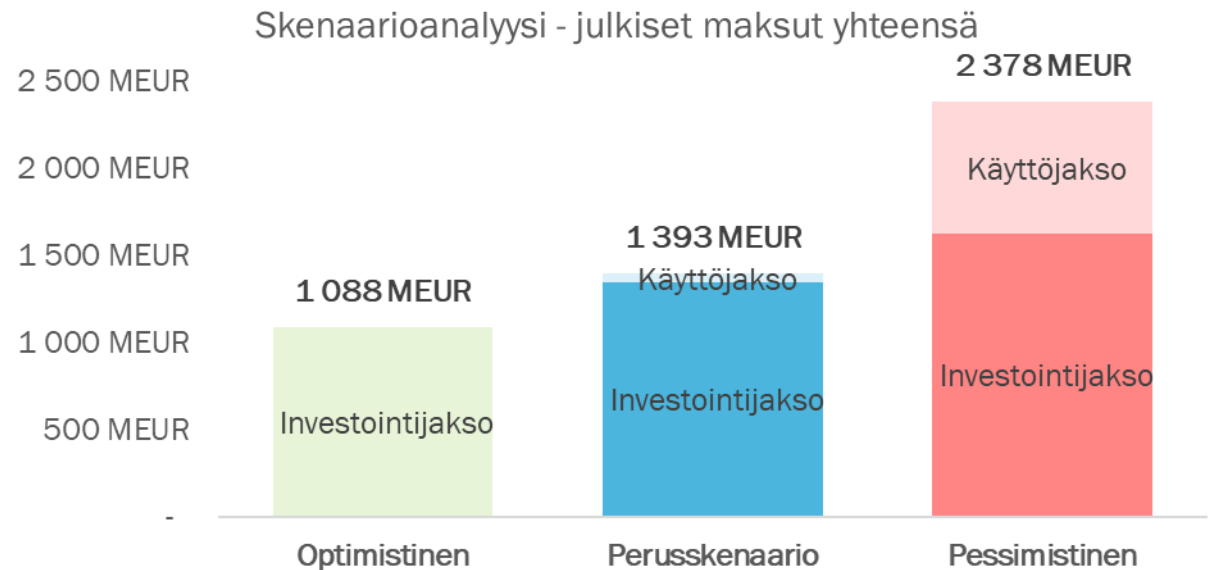 Skenaarioanalyysi - julkiset maksut yhteensä
2 500 MEUR
2 000 MEUR
1 500 MEUR
1 000 MEUR
500 MEUR
-
1 088 MEUR
Investointijakso
1 393 MEUR
Käyttöjakso
Investointijakso
2 378 MEUR
Käyttöjakso
Investointijakso
Optimistinen
Perusskenaario
Pessimistinen